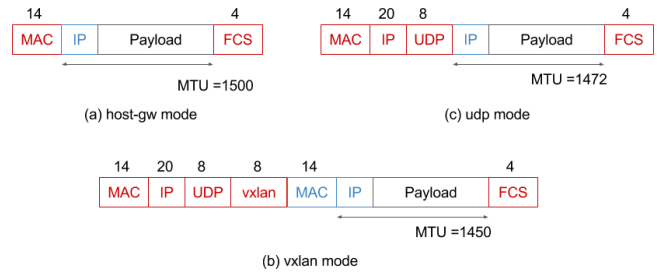 14 4
MAC IP Payload FCS
MTU =1500
(a) host-gw mode
14 20 8 4
MAC IP UDP IP Payload FCS
MTU =1472
(c) udp mode
14 20 8 8 14 4
MAC IP UDP vxlan MAC IP Payload FCS
MTU =1450
(b) vxlan mode